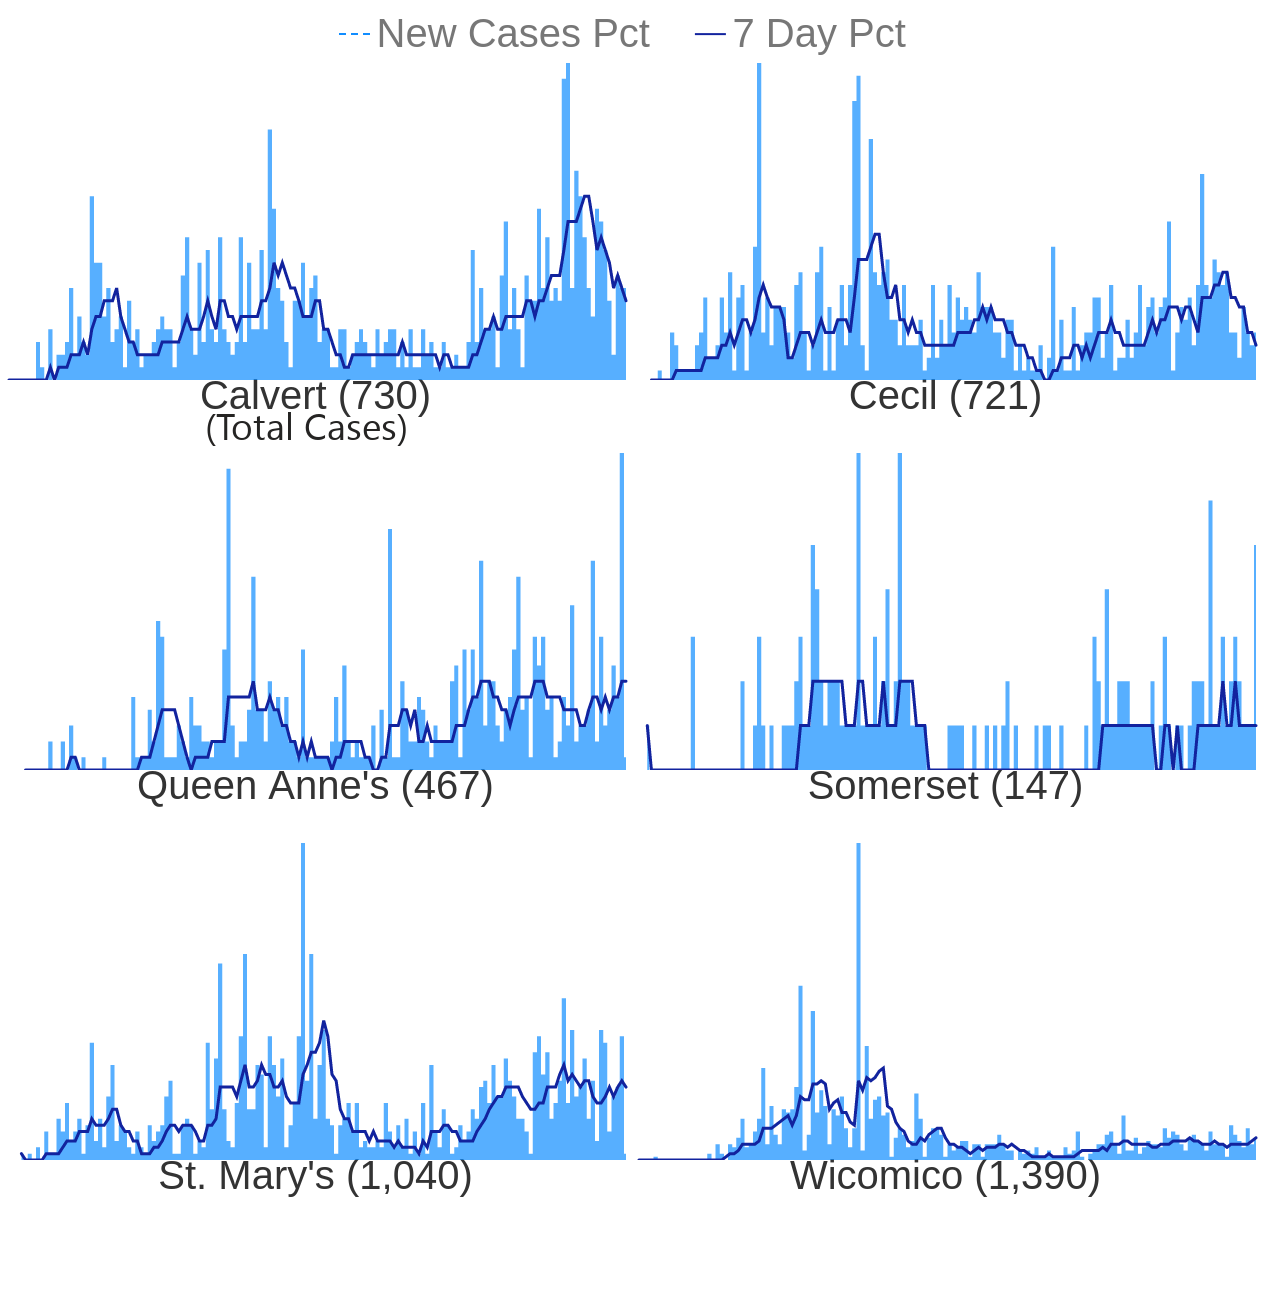 New Cases Pct 7 Day Pct
Calvert (730) Cecil (721)
(Total Cases)
Queen Anne's (467) Somerset (147)
St. Mary's (1,040) Wicomico (1,390)